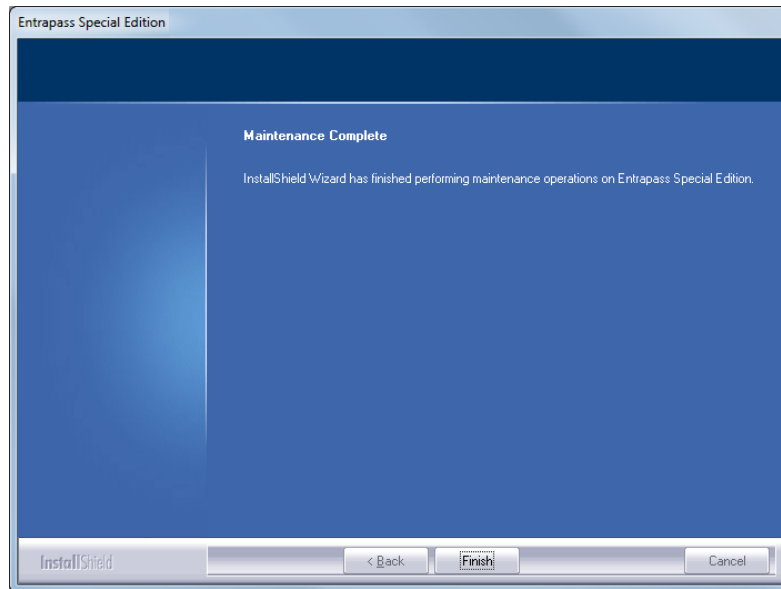 Entrapass Special Edition
Maintenance Complete
InstallShield Wizard has finished performing maintenance operations on Entrapass Special Edition.
InstallShield
< Back
Finish
Cancel